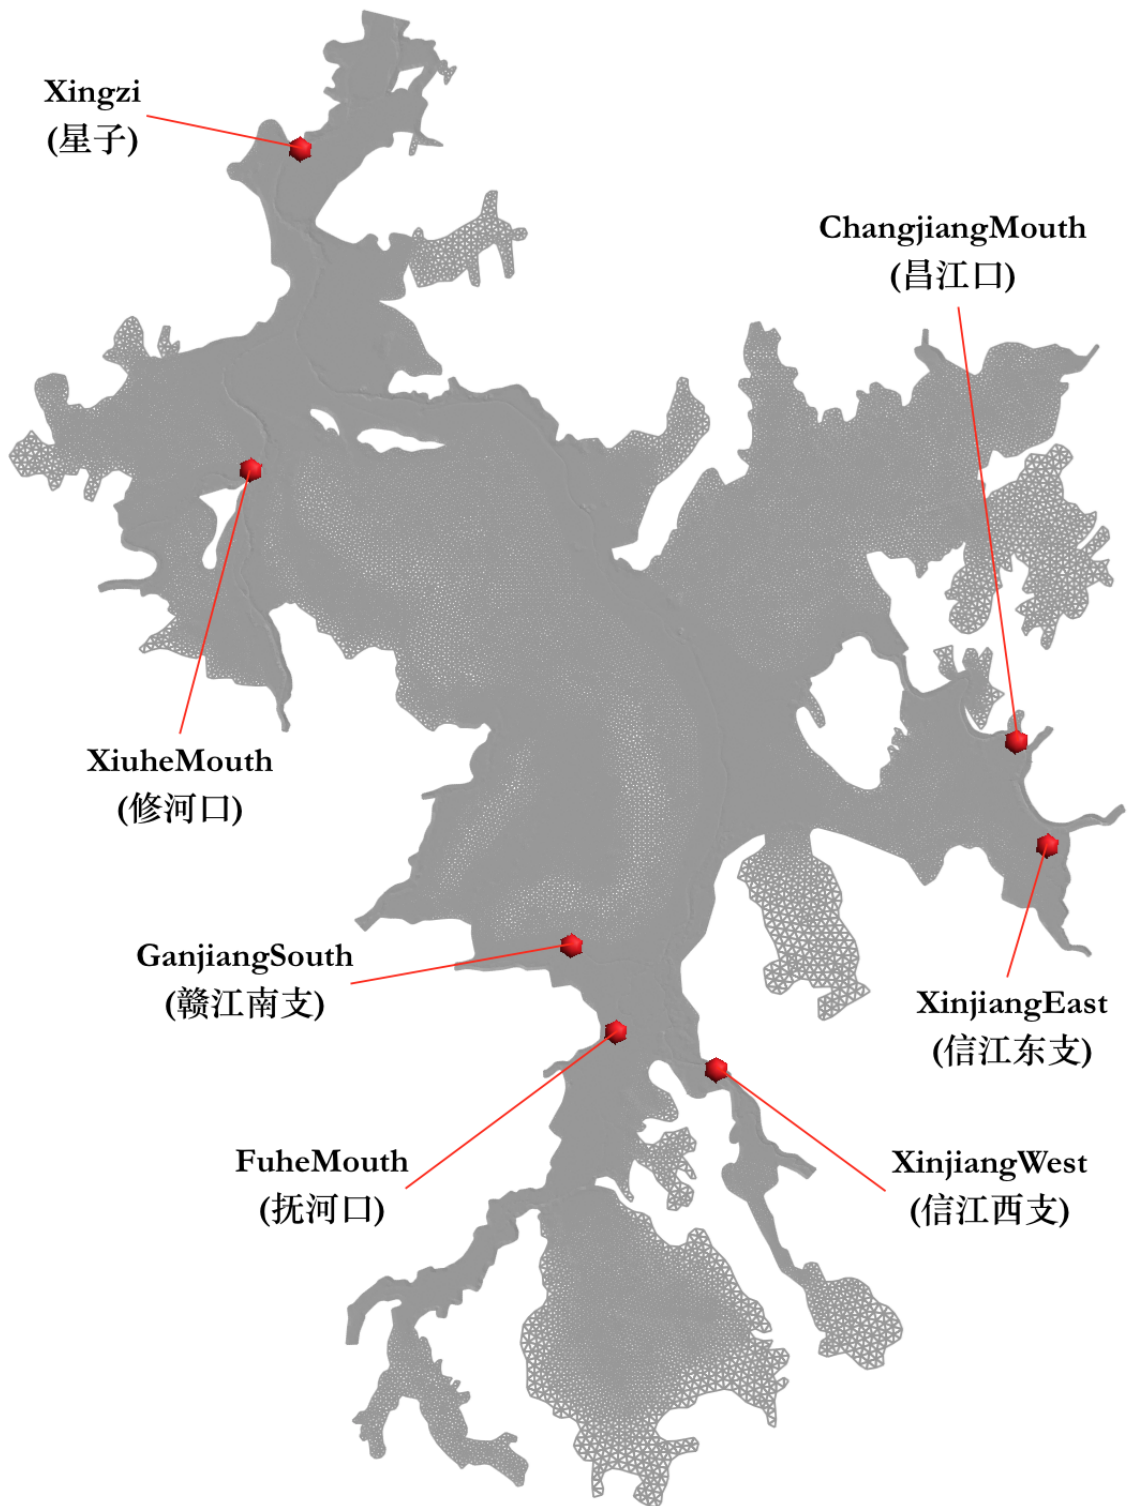 Xingzi
(星子)
ChangjiangMouth
(昌江口)
XiuheMouth
(修河口)
GanjiangSouth
(赣江南支)
XinjiangEast
(信江东支)
FuheMouth
(抚河口)
XinjiangWest
(信江西支)